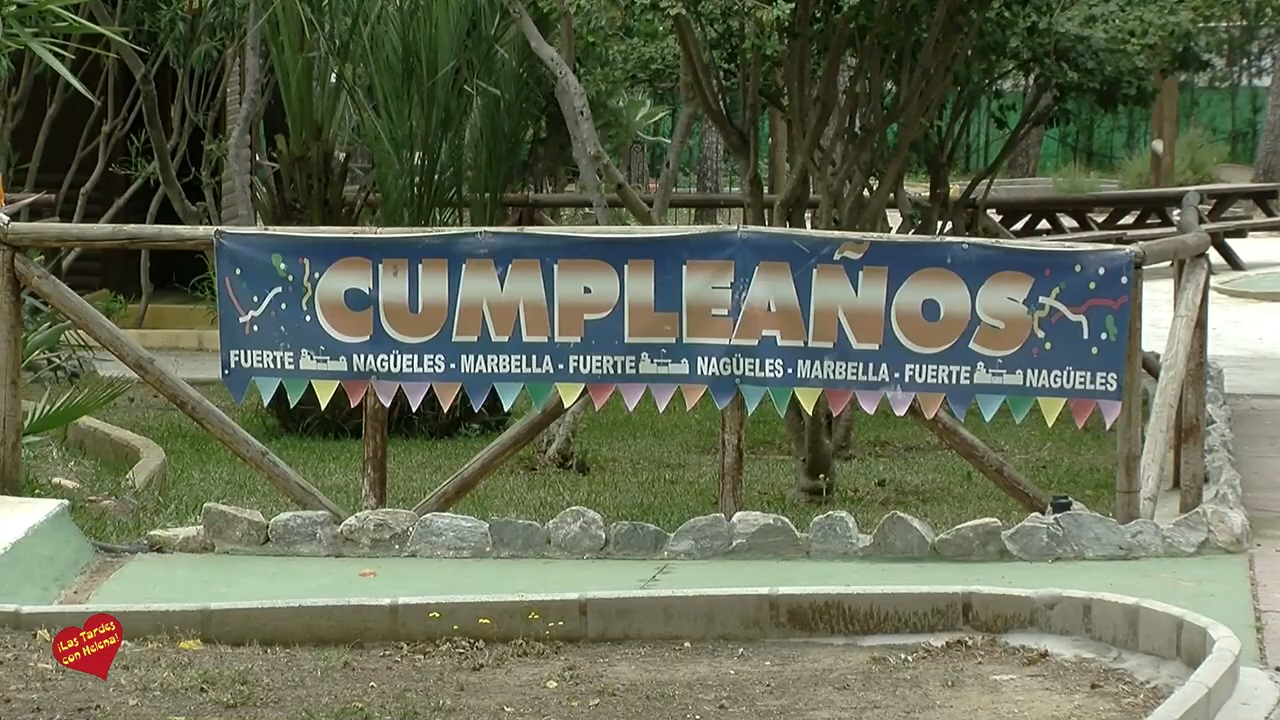 CUMPLEAÑOS
FUERTE NAGÜELES - MARBELLA - FUERTE NAGÜELES - MARBELLA - FUERTE NAGÜELES
¡Las Tardes
con Helena!